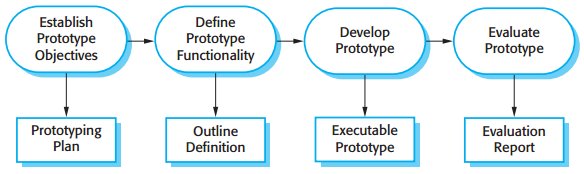 Establish
Prototype
Objectives
Define
Prototype
Functionality
Develop
Prototype
Evaluate
Prototype
Prototyping
Plan
Outline
Definition
Executable
Prototype
Evaluation
Report